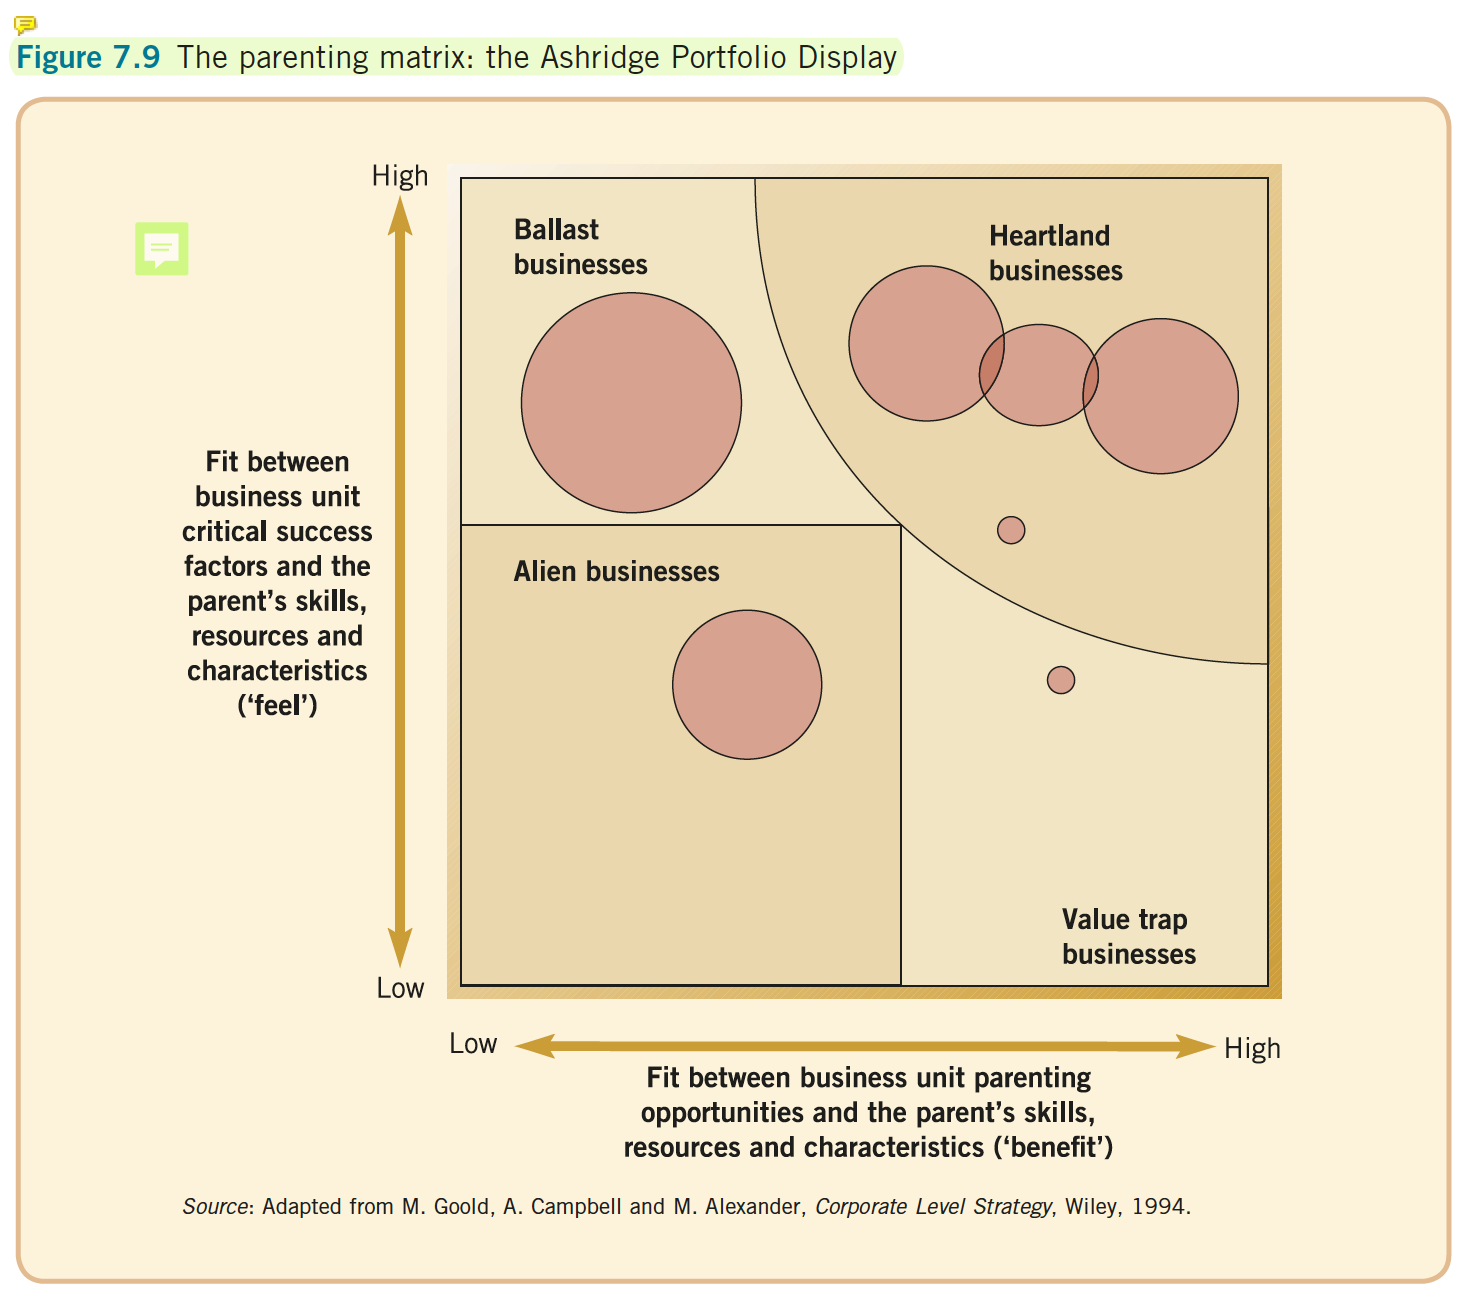 Figure 7.9 The parenting matrix: the Ashridge Portfolio Display
High
Ballast
businesses
Heartland
businesses
Fit between
business unit
critical success
factors and the
parent's skills,
resources and
characteristics
(‘feel’)
Alien businesses
Value trap
businesses
Low
Low
High
Fit between business unit parenting
opportunities and the parent's skills,
resources and characteristics (‘benefit’)
Source: Adapted from M. Goold, A. Campbell and M. Alexander, Corporate Level Strategy, Wiley, 1994.